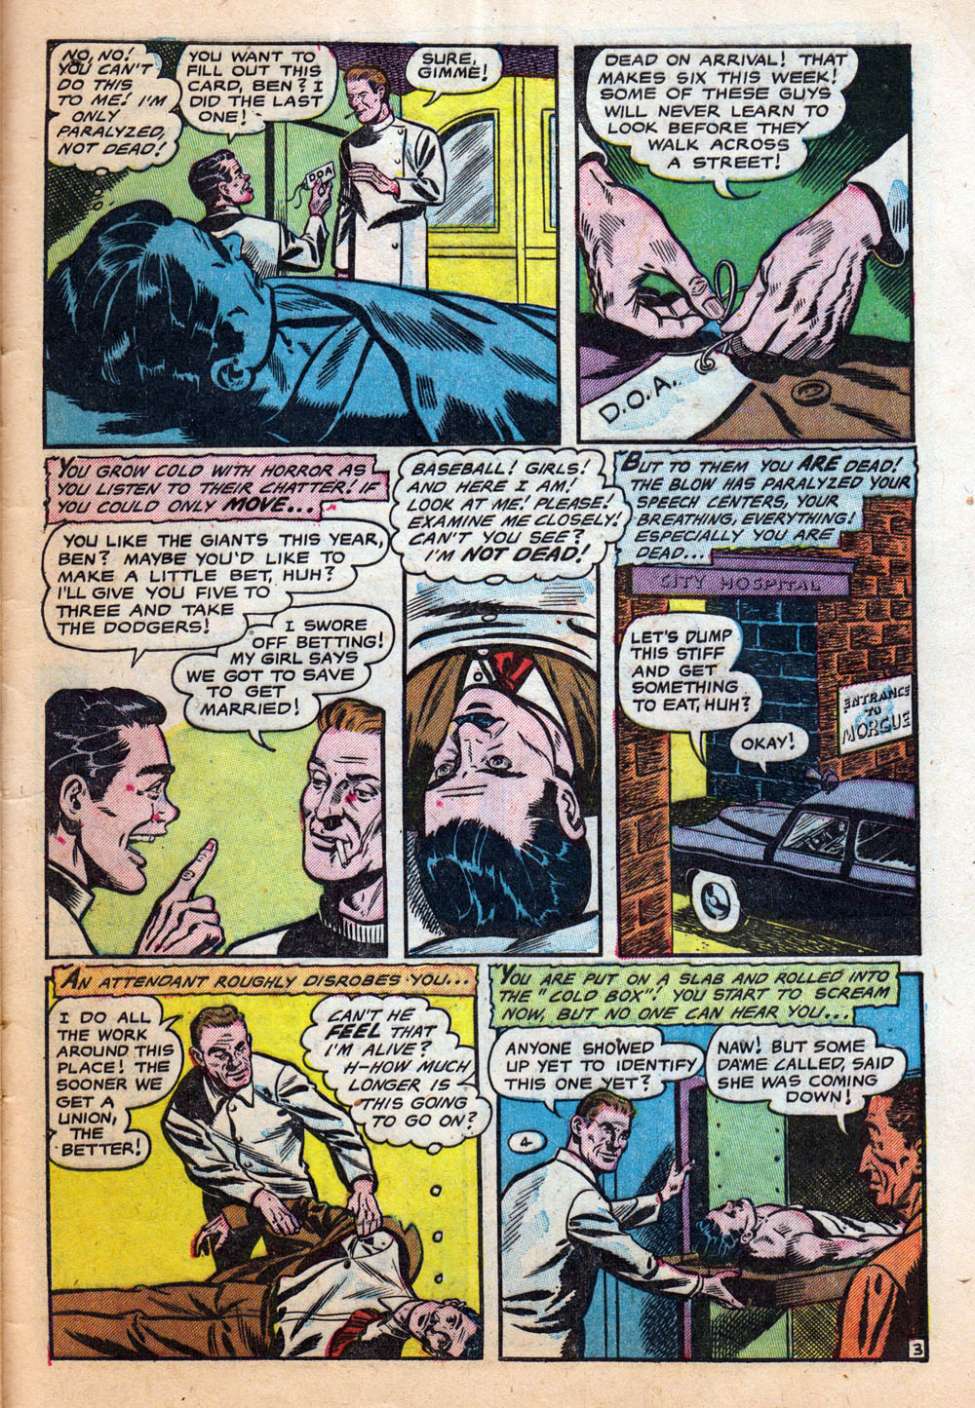 NO, NO!
YOU CAN'T
DO THIS
TO ME! I'M
ONLY
PARALYZED,
NOT DEAD!
YOU WANT TO
FILL OUT THIS
CARD, BEN? I
DID THE LAST
ONE!
SURE,
GIMME!
D.O.A
DEAD ON ARRIVAL! THAT
MAKES SIX THIS WEEK!
SOME OF THESE GUYS
WILL NEVER LEARN TO
LOOK BEFORE THEY
WALK ACROSS
A STREET!
D.O.A.
YOU GROW COLD WITH HORROR AS
YOU LISTEN TO THEIR CHATTER! IF
YOU COULD ONLY MOVE...
YOU LIKE THE GIANTS THIS YEAR,
BEN? MAYBE YOU'D LIKE TO
MAKE A LITTLE BET, HUH?
I'LL GIVE YOU FIVE TO
THREE AND TAKE
THE DODGERS!
I SWORE
OFF BETTING!
MY GIRL SAYS
WE GOT TO SAVE
TO GET
MARRIED!
BASEBALL! GIRLS!
AND HERE I AM!
LOOK AT ME! PLEASE!
EXAMINE ME CLOSELY!
CAN'T YOU SEE?
I'M NOT DEAD!
BUT TO THEM YOU ARE DEAD!
THE BLOW HAS PARALYZED YOUR
SPEECH CENTERS, YOUR
BREATHING, EVERYTHING!
ESPECIALLY YOU ARE
DEAD...
CITY HOSPITAL
LET'S DUMP
THIS STIFF
AND GET
SOMETHING
TO EAT, HUH?
OKAY!
ENTRANCE
TO
MORGUE
AN ATTENDANT ROUGHLY DISROBES YOU...
I DO ALL
THE WORK
AROUND THIS
PLACE! THE
SOONER WE
GET A
UNION,
THE
BETTER!
CAN'T HE
FEEL THAT
I'M ALIVE?
H-HOW MUCH
LONGER IS
THIS GOING
TO GO ON?
YOU ARE PUT ON A SLAB AND ROLLED INTO
THE "COLD BOX"! YOU START TO SCREAM
NOW, BUT NO ONE CAN HEAR YOU...
ANYONE SHOWED
UP YET TO IDENTIFY
THIS ONE YET?
NAW! BUT SOME
DAME CALLED, SAID
SHE WAS COMING
DOWN!
4
3